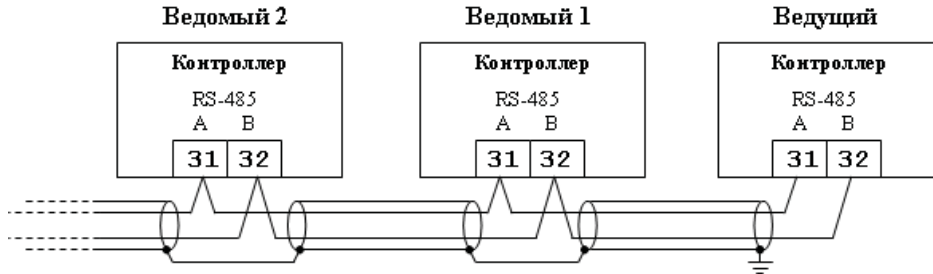 Ведомый 2 Ведомый 1 Ведущий
Контроллер Контроллер Контроллер
RS-485 RS-485 RS-485
A B A B A B
31 32 31 32 31 32